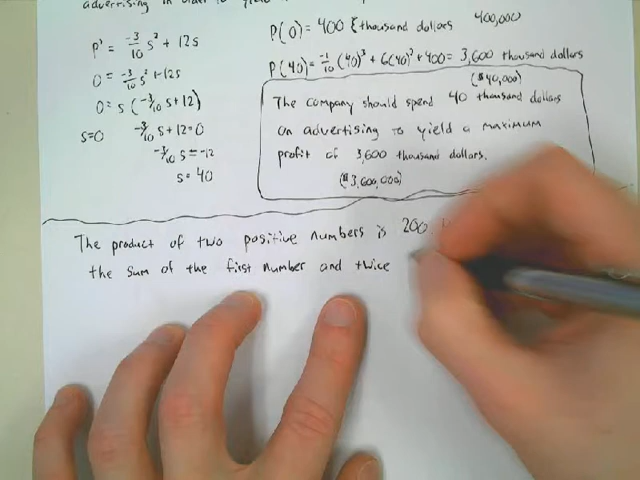 advertising in order to yield
P' = -3/10 s² + 12s
0 = -3/10 s² + 12s
0 = s (-3/10 s + 12)
s=0 -3/10 s + 12 = 0
-3/10 s = -12
s = 40
P(0) = 400 { thousand dollars 400,000
P(40) = -1/10 (40)³ + 6(40)² + 400 = 3,600 thousand dollars
($40,000)
The company should spend 40 thousand dollars
on advertising to yield a maximum
profit of 3,600 thousand dollars.
($3,600,000)
The product of two positive numbers is 200
the sum of the first number and twice